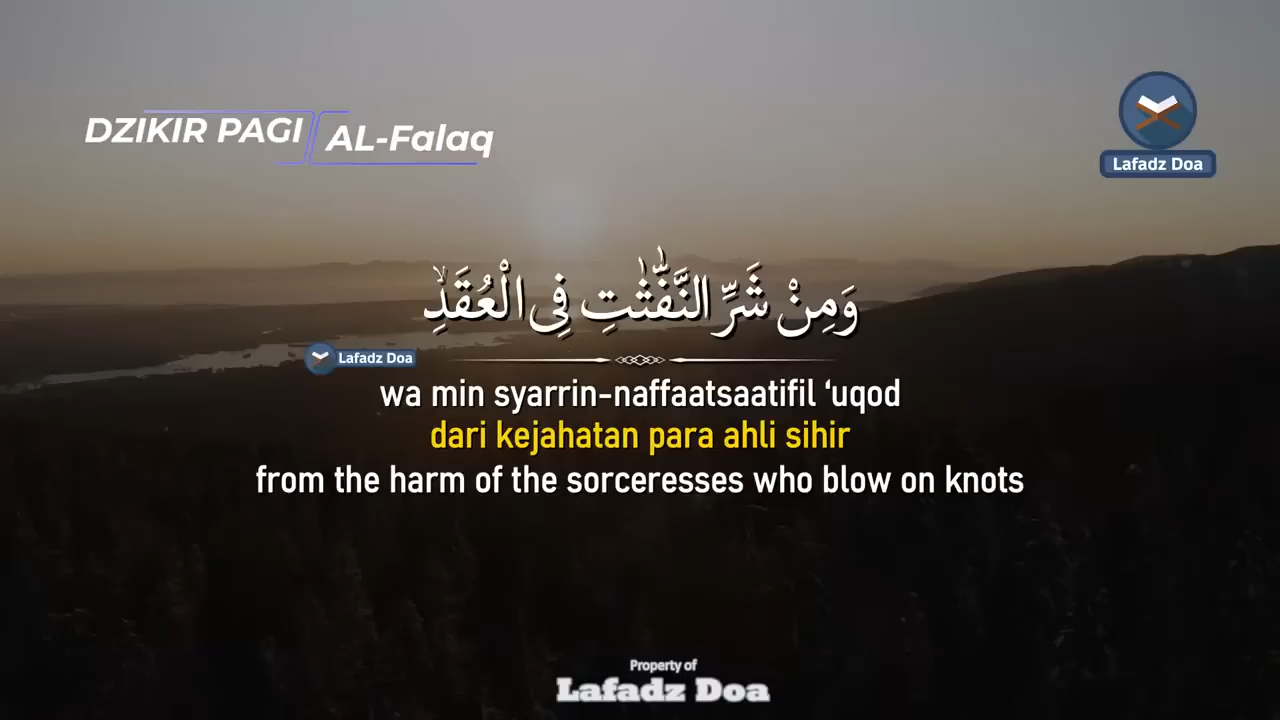 DZIKIR PAGI
AL-Falaq
Lafadz Doa
وَمِنْ شَرِّ النَّفّٰثٰتِ فِى الْعُقَدِۙ
Lafadz Doa
wa min syarrin-naffaatsaatifil ‘uqod
dari kejahatan para ahli sihir
from the harm of the sorceresses who blow on knots
Property of
Lafadz Doa